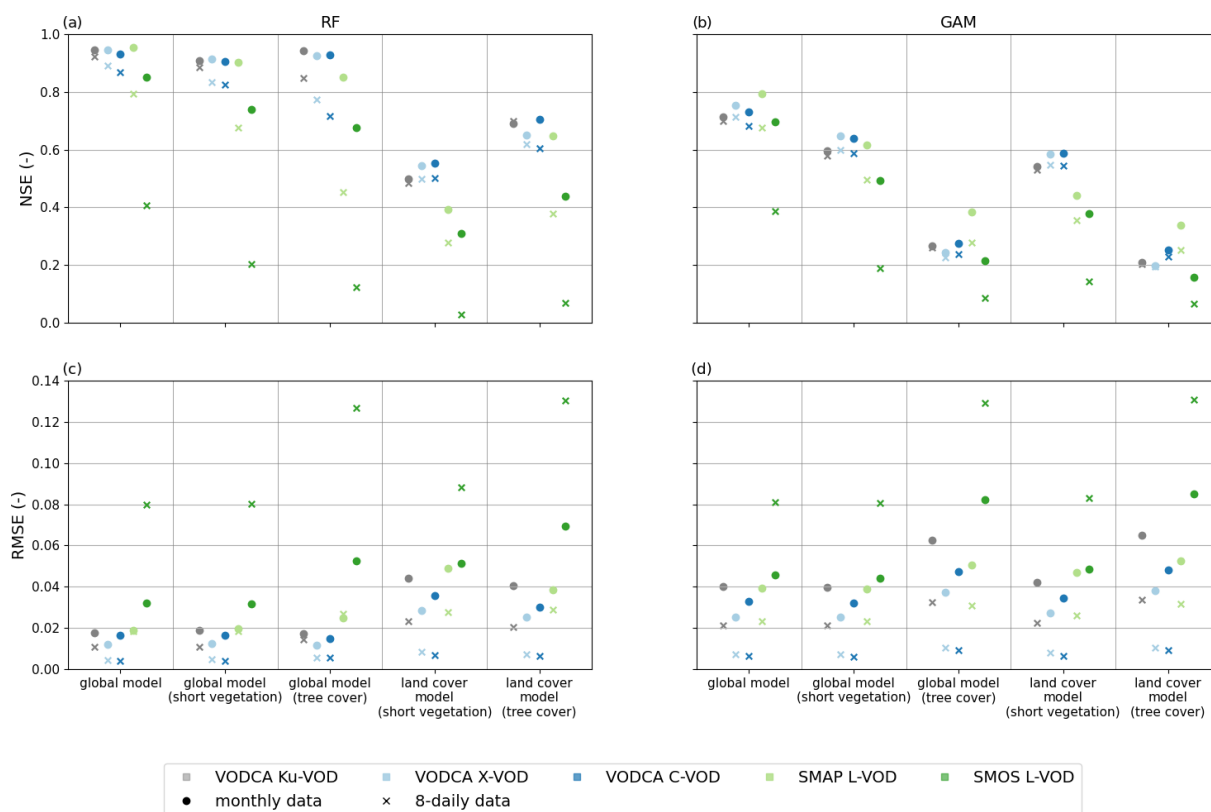 (a)
RF
(b)
GAM
NSE (-)
1.0
0.8
0.6
0.4
0.2
0.0
(c)
(d)
RMSE (-)
0.14
0.12
0.10
0.08
0.06
0.04
0.02
0.00
global model
global model
(short vegetation)
global model
(tree cover)
land cover
model
(short vegetation)
land cover
model
(tree cover)
global model
global model
(short vegetation)
global model
(tree cover)
land cover
model
(short vegetation)
land cover
model
(tree cover)
VODCA Ku-VOD VODCA X-VOD VODCA C-VOD SMAP L-VOD SMOS L-VOD
monthly data 8-daily data